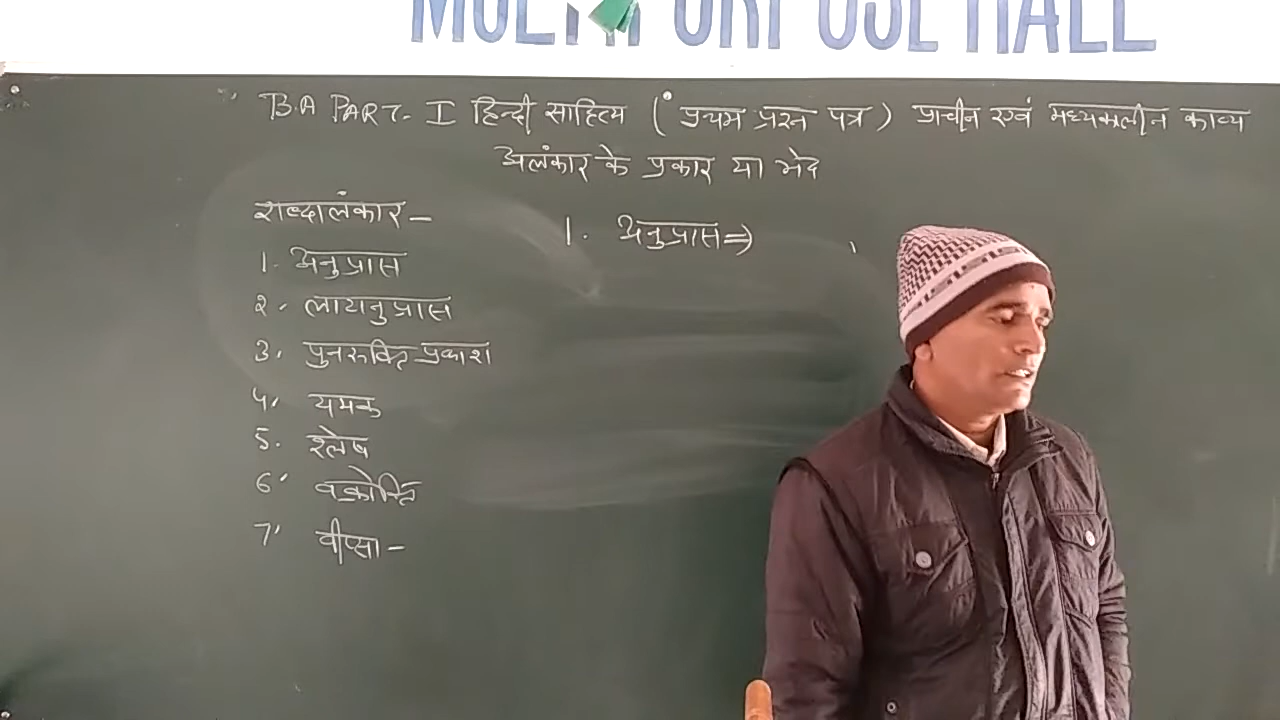 MULTIPURPOSE HALL
B.A PART- I हिन्दी साहित्य ( प्रथम प्रश्न पत्र ) प्राचीन एवं मध्यकालीन काव्य
अलंकार के प्रकार या भेद
शब्दालंकार -
1. अनुप्रास
2. लाटानुप्रास
3. पुनरूक्ति प्रकाश
4. यमक
5. श्लेष
6. वक्रोक्ति
7. वीप्सा -
1. अनुप्रास ⇒